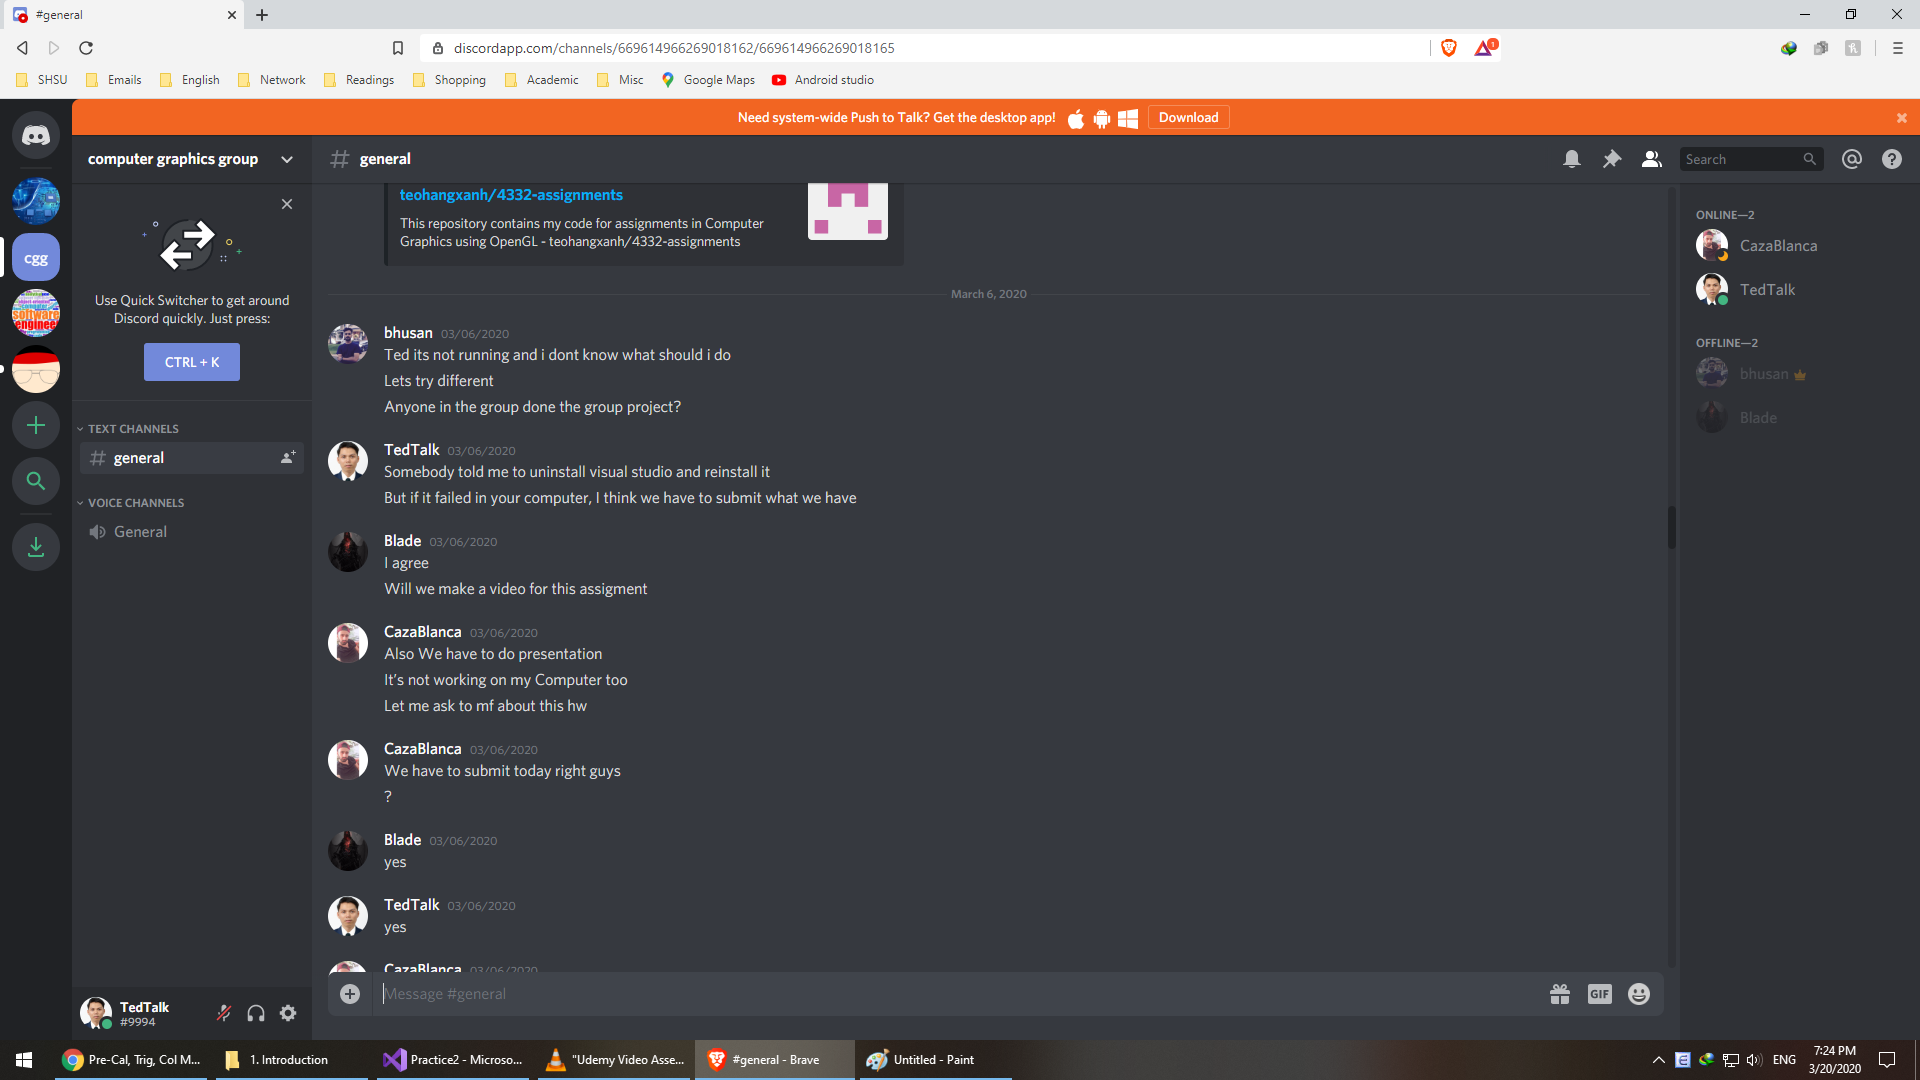 #general
discordapp.com/channels/669614966269018162/669614966269018165
1
SHSU
Emails
English
Network
Readings
Shopping
Academic
Misc
Google Maps
Android studio
Need system-wide Push to Talk? Get the desktop app!
Download
computer graphics group
general
Search
cgg
software
enginee
Use Quick Switcher to get around
Discord quickly. Just press:
CTRL + K
TEXT CHANNELS
general
VOICE CHANNELS
General
teohangxanh/4332-assignments
This repository contains my code for assignments in Computer
Graphics using OpenGL - teohangxanh/4332-assignments
March 6, 2020
bhusan 03/06/2020
Ted its not running and i dont know what should i do
Lets try different
Anyone in the group done the group project?
TedTalk 03/06/2020
Somebody told me to uninstall visual studio and reinstall it
But if it failed in your computer, I think we have to submit what we have
Blade 03/06/2020
I agree
Will we make a video for this assigment
CazaBlanca 03/06/2020
Also We have to do presentation
It's not working on my Computer too
Let me ask to mf about this hw
CazaBlanca 03/06/2020
We have to submit today right guys
?
Blade 03/06/2020
yes
TedTalk 03/06/2020
yes
CazaBlanca 03/06/2020
Message #general
GIF
ONLINE—2
CazaBlanca
TedTalk
OFFLINE—2
bhusan
Blade
TedTalk
#9994
Pre-Cal, Trig, Col M...
1. Introduction
Practice2 - Microso...
"Udemy Video Asse...
#general - Brave
Untitled - Paint
ENG
7:24 PM
3/20/2020